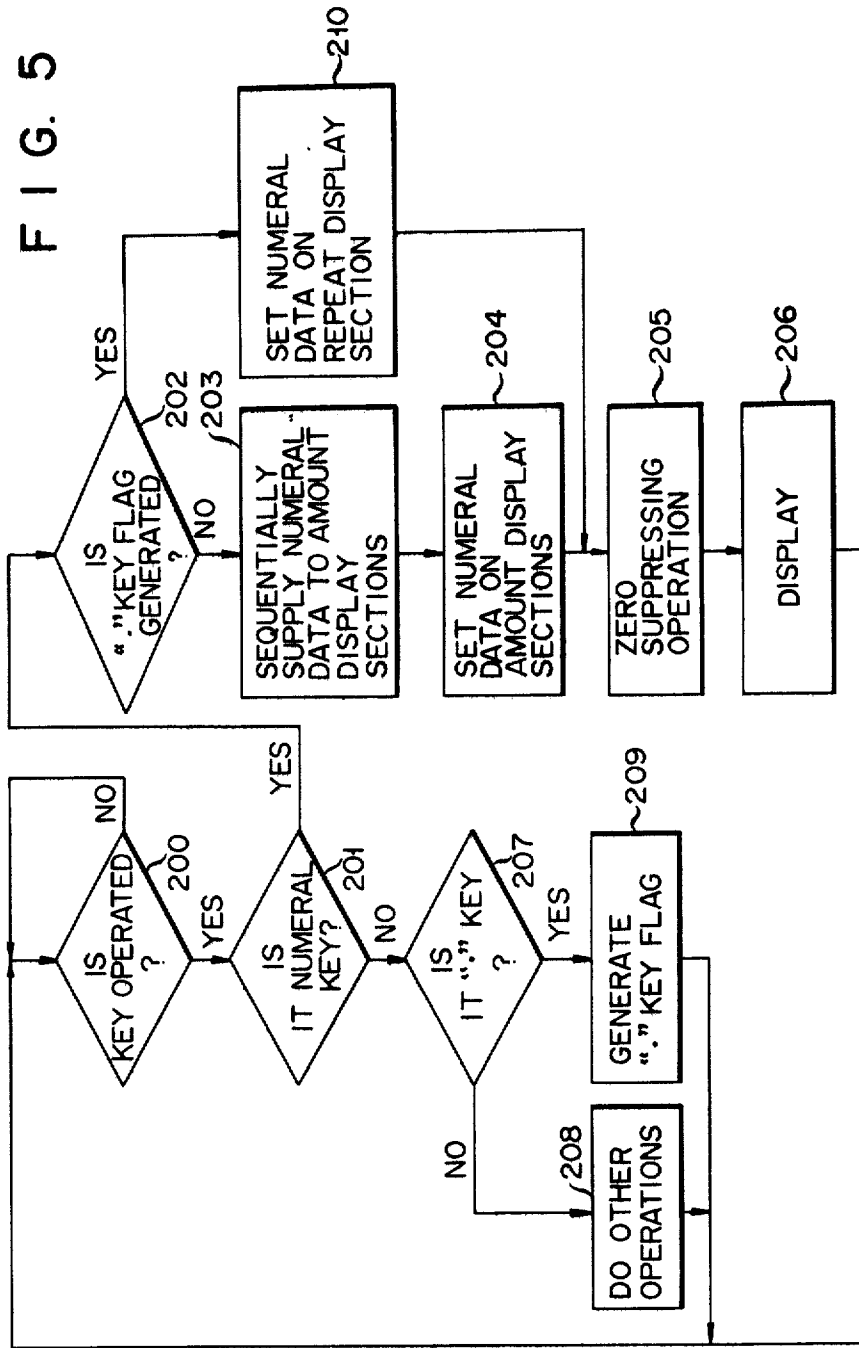 F I G. 5
IS
KEY OPERATED
?
200
NO
YES
IS
IT NUMERAL
KEY?
201
YES
NO
IS
IT “.” KEY
?
207
NO
YES
208
DO OTHER
OPERATIONS
209
GENERATE
“.” KEY FLAG
IS
“.” KEY FLAG
GENERATED
?
202
YES
NO
203
SEQUENTIALLY
SUPPLY NUMERAL
DATA TO AMOUNT
DISPLAY
SECTIONS
204
SET NUMERAL
DATA ON
AMOUNT DISPLAY
SECTIONS
205
ZERO
SUPPRESSING
OPERATION
206
DISPLAY
210
SET NUMERAL
DATA ON
REPEAT DISPLAY
SECTION